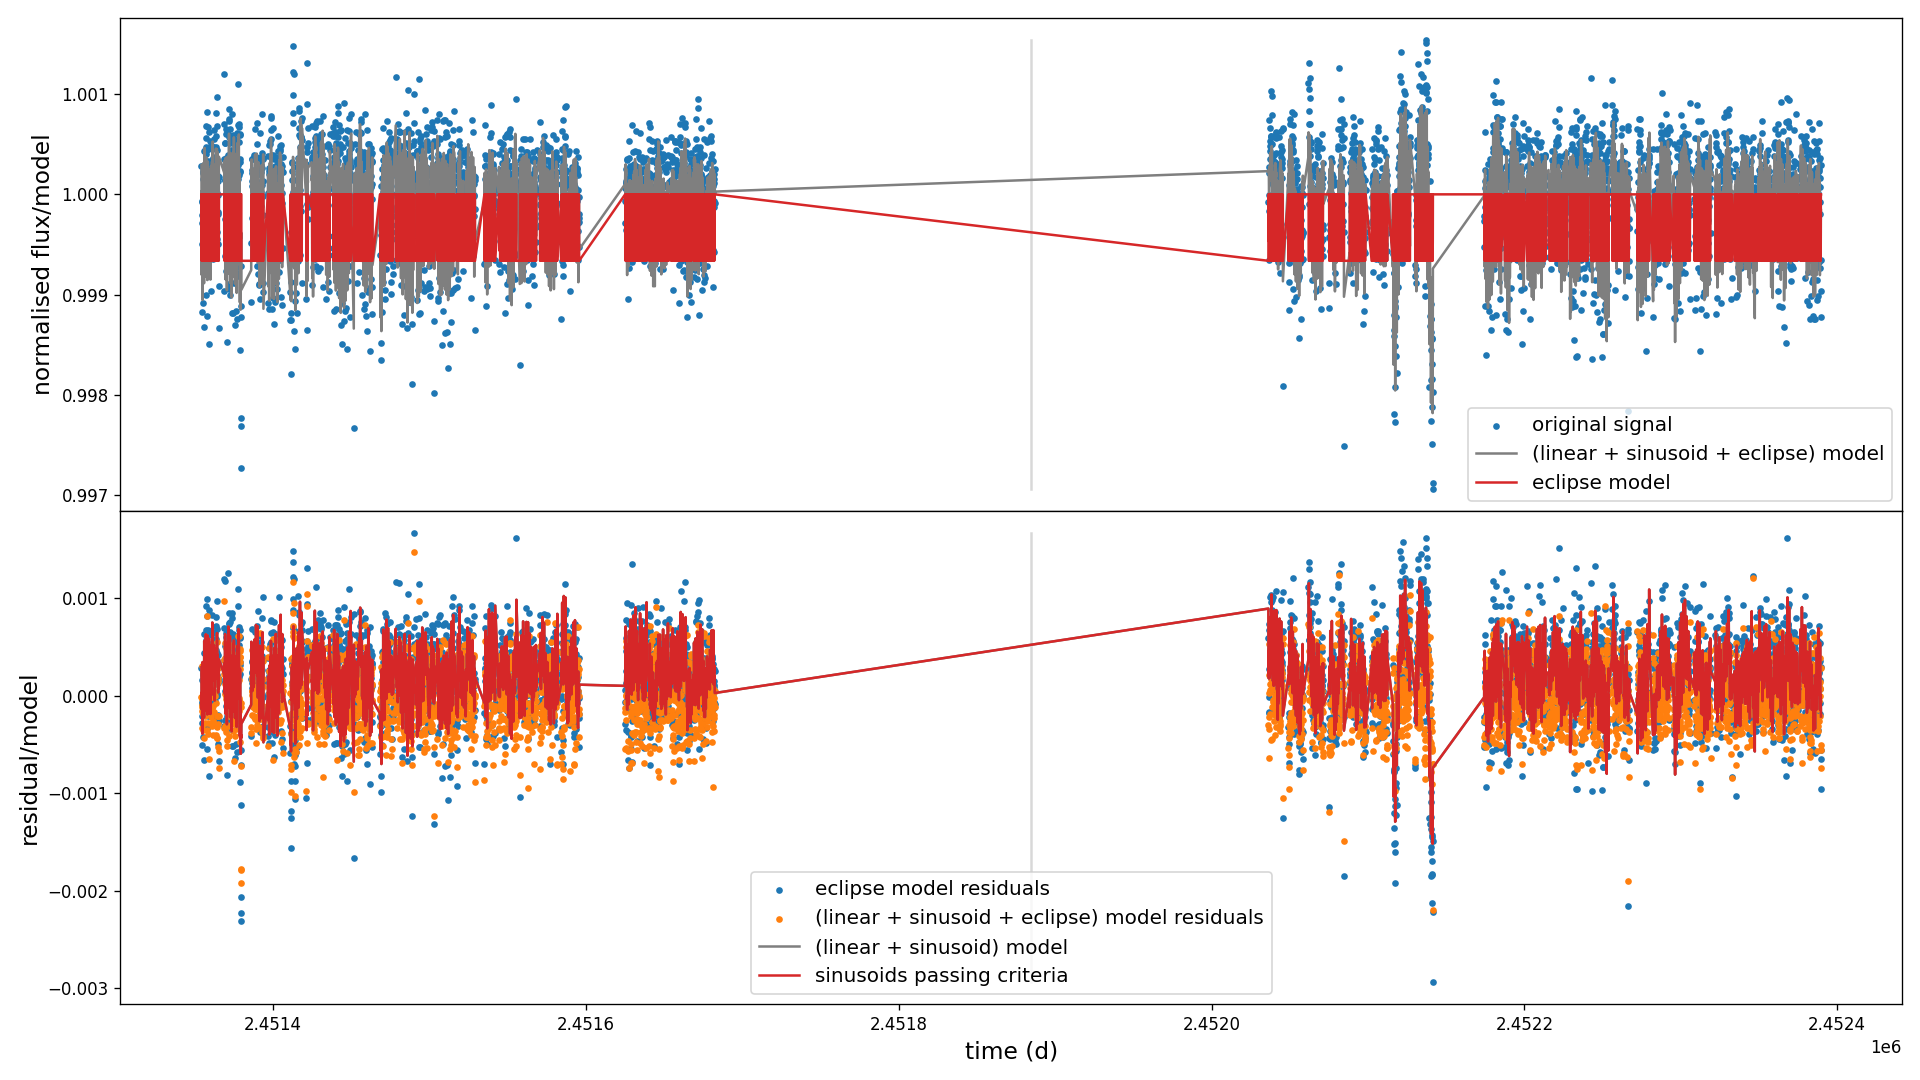 normalised flux/model
1.001
1.000
0.999
0.998
0.997
original signal
(linear + sinusoid + eclipse) model
eclipse model
residual/model
0.001
0.000
−0.001
−0.002
−0.003
eclipse model residuals
(linear + sinusoid + eclipse) model residuals
(linear + sinusoid) model
sinusoids passing criteria
2.4514 2.4516 2.4518 2.4520 2.4522 2.4524
1e6
time (d)